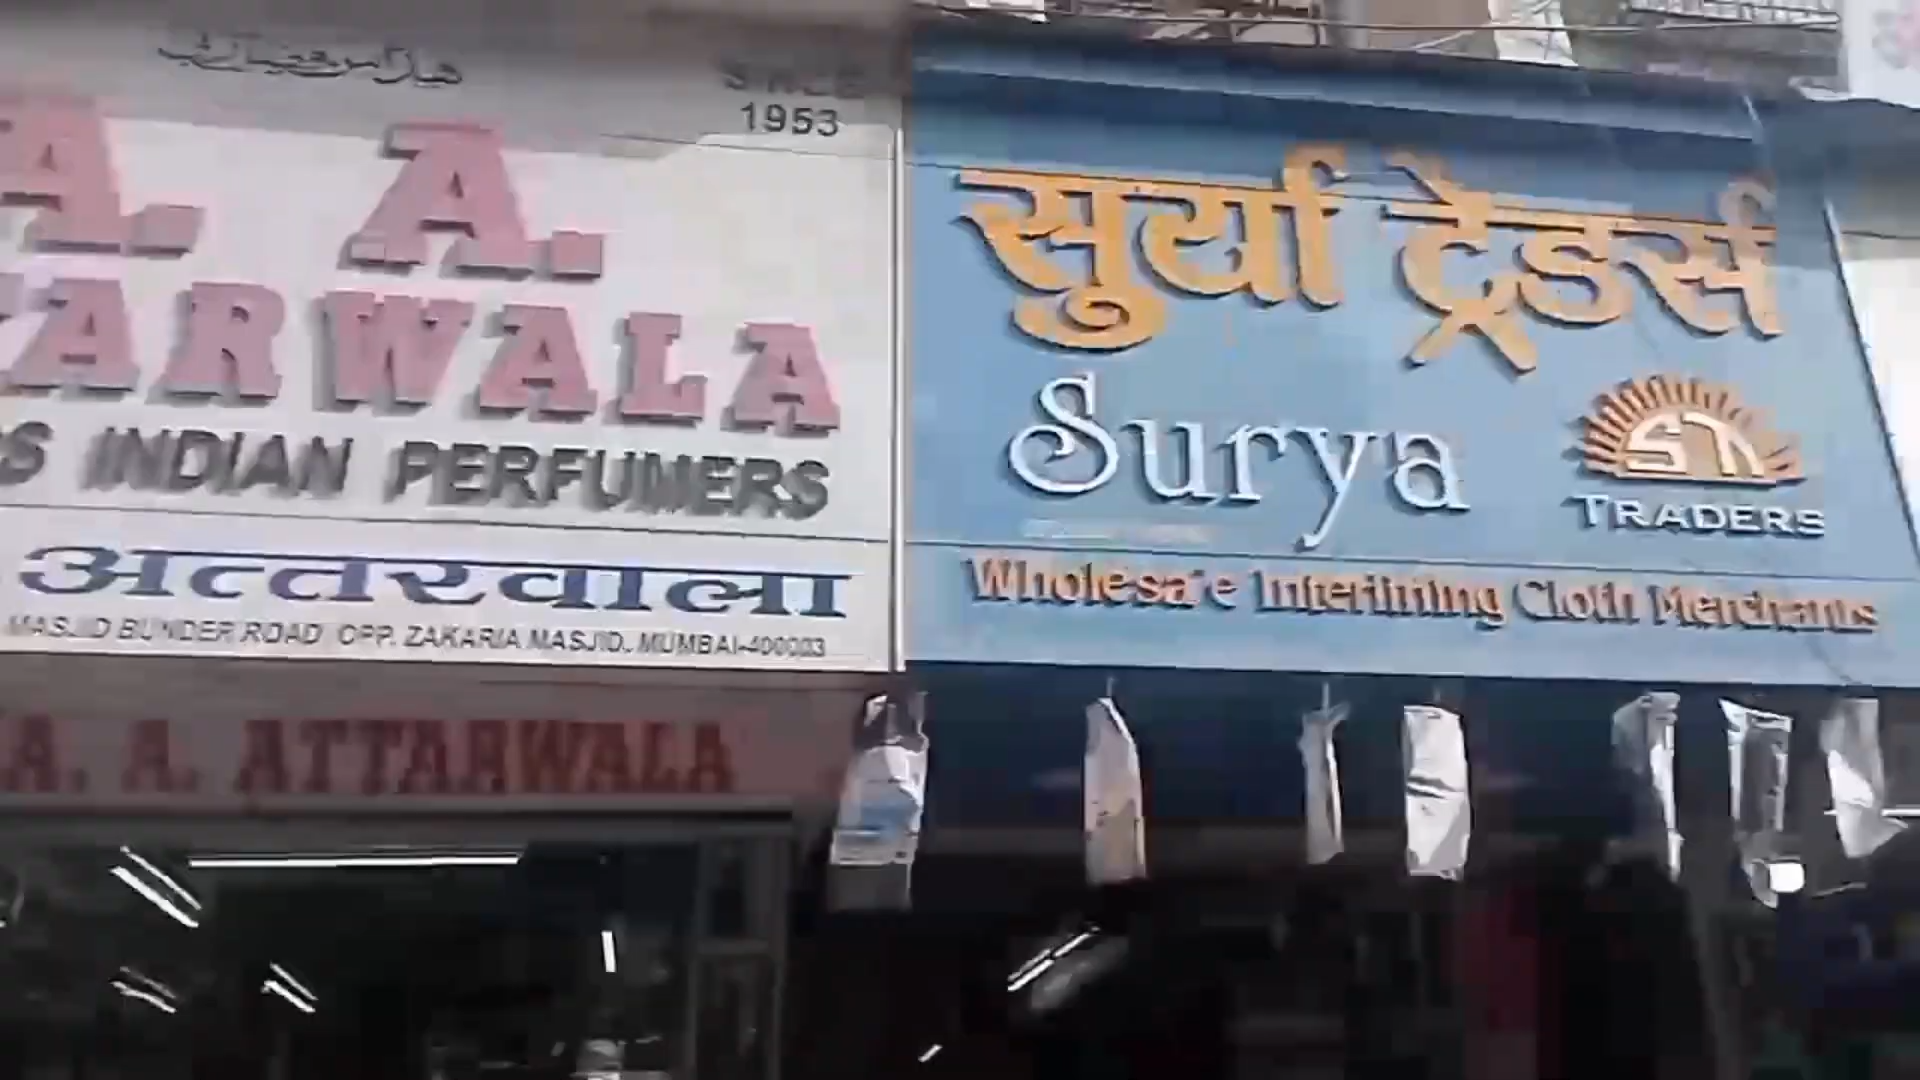 SINCE
1953
A. A.
ARWALA
INDIAN PERFUMERS
अत्तरवाला
MASJID BUNDER ROAD OPP. ZAKARIA MASJID. MUMBAI-400003
A. A. ATTARWALA
सुर्या ट्रेडर्स
Surya
ST
TRADERS
Wholesale Interlining Cloth Merchants